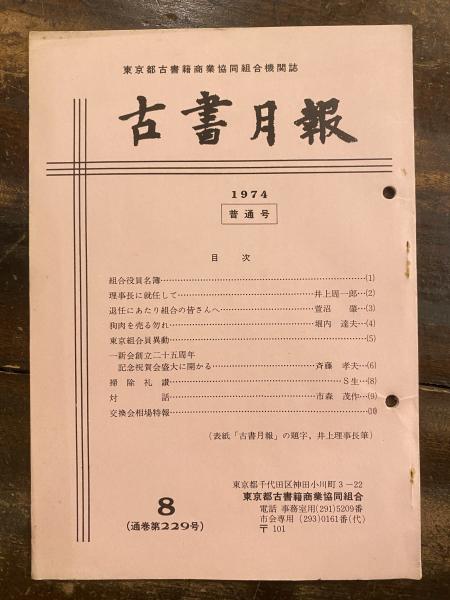 東京都古書籍商業協同組合機関誌
古書月報
1974
普通号
目次
組合役員名簿…(1)
理事長に就任して…井上周一郎…(2)
退任にあたり組合の皆さんへ…菅沼 肇…(3)
狗肉を売る勿れ…堀内 達夫…(4)
東京組合員異動…(5)
一新会創立二十五周年
記念祝賀会盛大に開かる…斉藤 孝夫…(6)
掃除礼讃…S生…(8)
対話…市森 茂作…(9)
交換会相場特報…(10)
(表紙「古書月報」の題字,井上理事長筆)
8
(通巻第229号)
東京都千代田区神田小川町3-22
東京都古書籍商業協同組合
電話 事務室用(291)5209番
市会専用 (293)0161番(代)
〒101